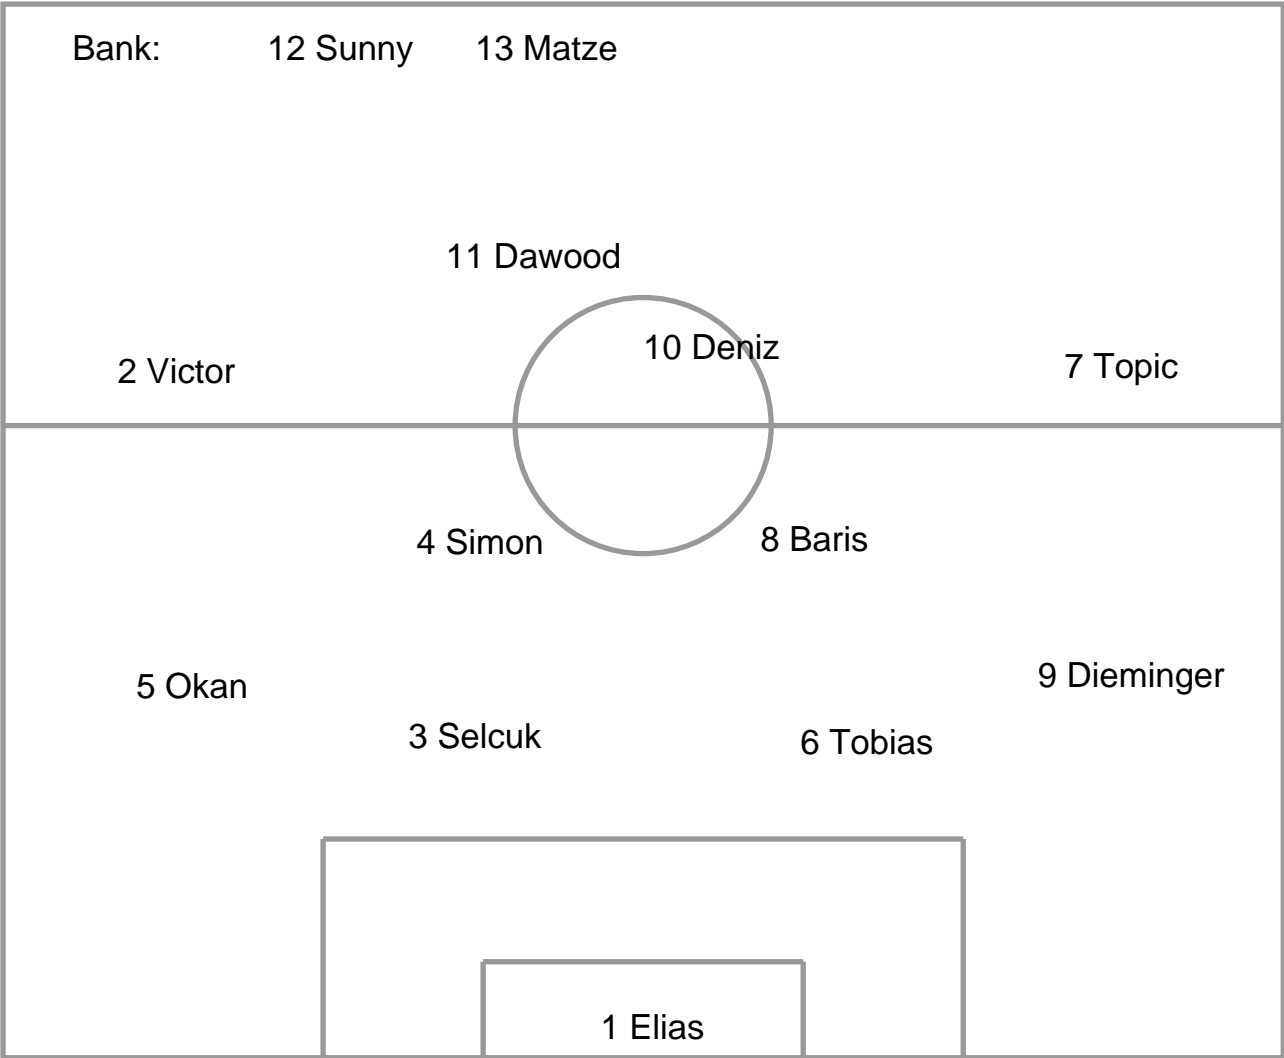 Bank: 12 Sunny 13 Matze
11 Dawood
10 Deniz
2 Victor
7 Topic
4 Simon
8 Baris
5 Okan
9 Dieminger
3 Selcuk
6 Tobias
1 Elias